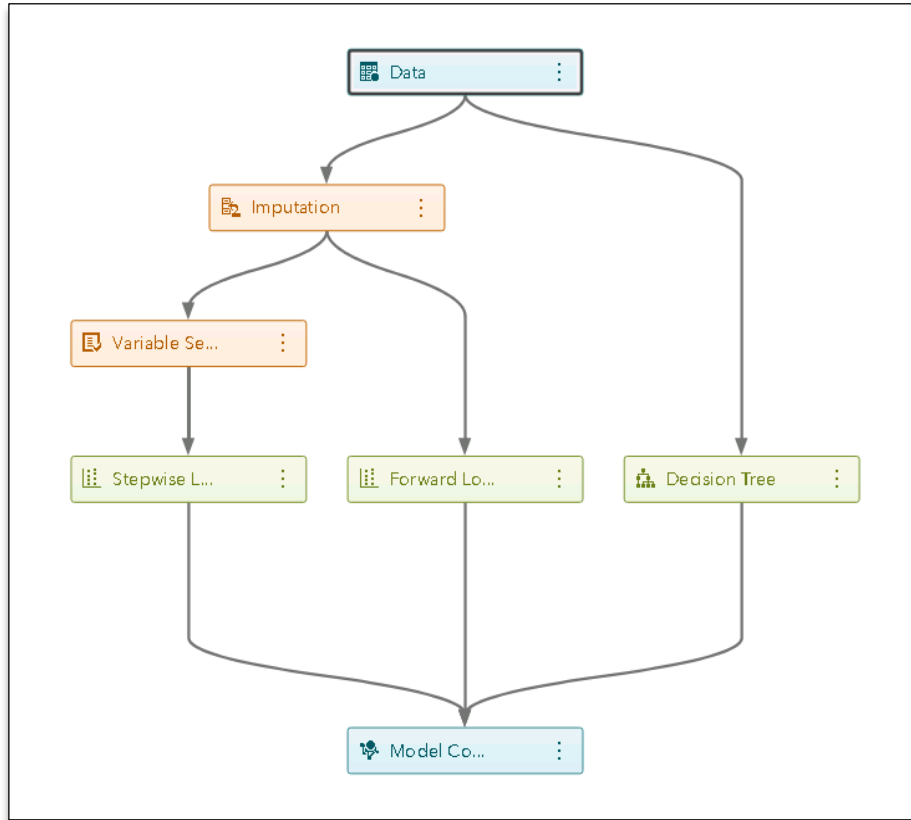 Data
Imputation
Variable Se...
Stepwise L...
Forward Lo...
Decision Tree
Model Co...